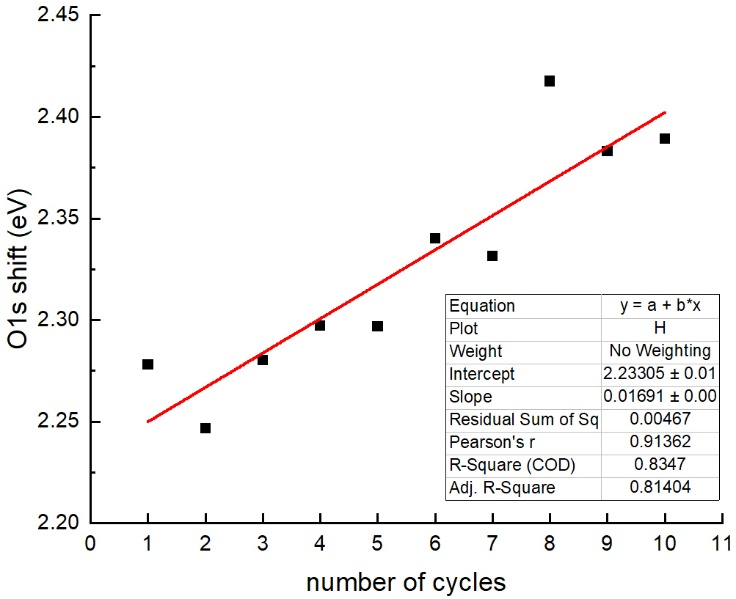 2.45
2.40
2.35
2.30
2.25
2.20
O1s shift (eV)
0 1 2 3 4 5 6 7 8 9 10 11
number of cycles
Equation y = a + b*x
Plot H
Weight No Weighting
Intercept 2.23305 ± 0.01
Slope 0.01691 ± 0.00
Residual Sum of Sq 0.00467
Pearson's r 0.91362
R-Square (COD) 0.8347
Adj. R-Square 0.81404